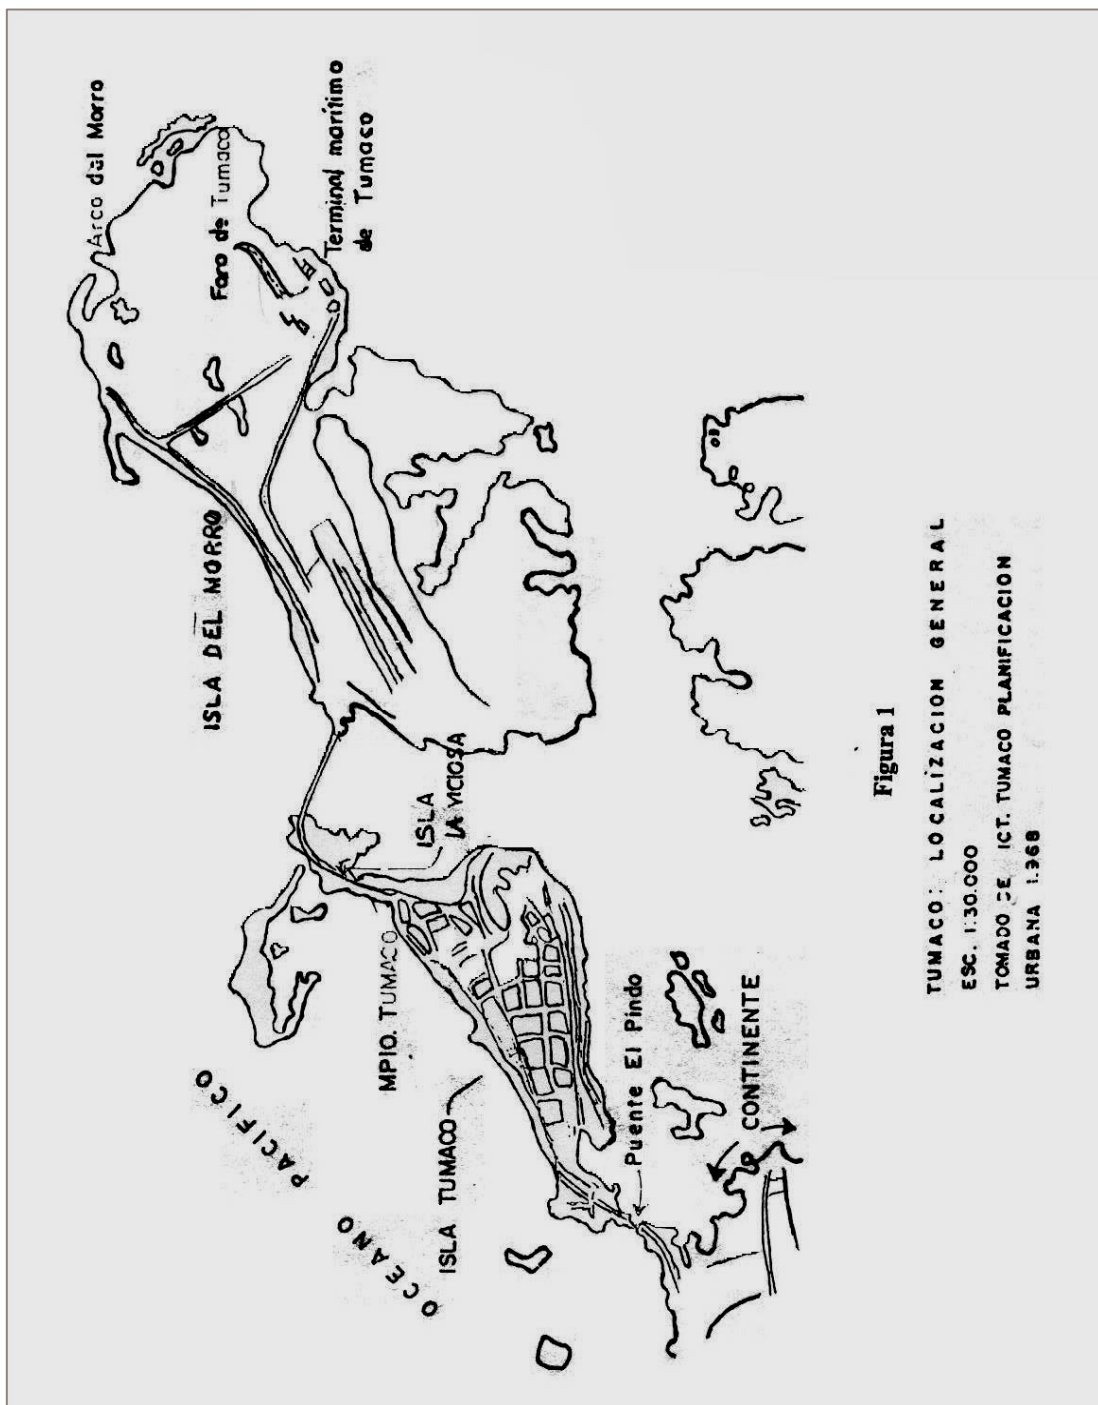 Arco del Morro
Faro de Tumaco
Terminal marítimo
de Tumaco
ISLA DEL MORRO
ISLA
LA VICIOSA
MPIO. TUMACO
OCEANO PACIFICO
ISLA TUMACO
Puente El Pindo
CONTINENTE
Figura 1
TUMACO: LOCALIZACION GENERAL
ESC. 1:30.000
TOMADO DE ICT. TUMACO PLANIFICACION
URBANA 1.968